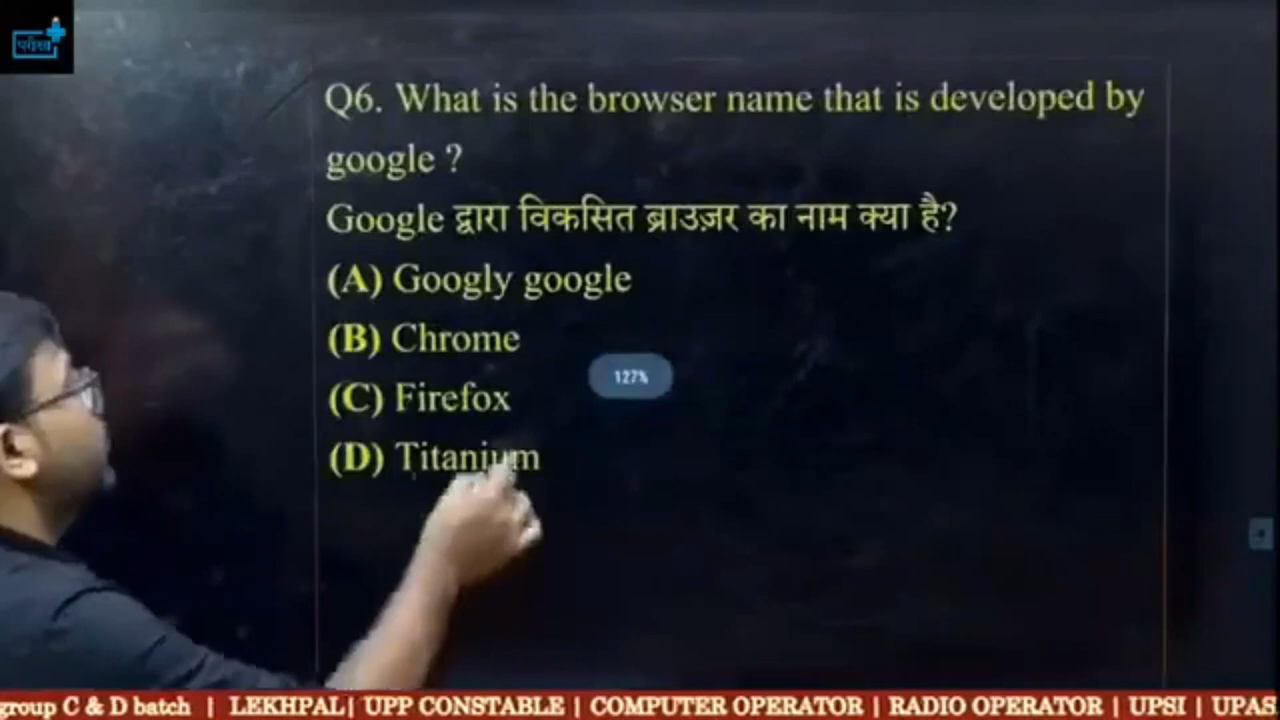 परीक्षा
Q6. What is the browser name that is developed by
google ?
Google द्वारा विकसित ब्राउज़र का नाम क्या है?
(A) Googly google
(B) Chrome
(C) Firefox
(D) Titanium
127%
group C & D batch | LEKHPAL| UPP CONSTABLE | COMPUTER OPERATOR | RADIO OPERATOR | UPSI | UPAS